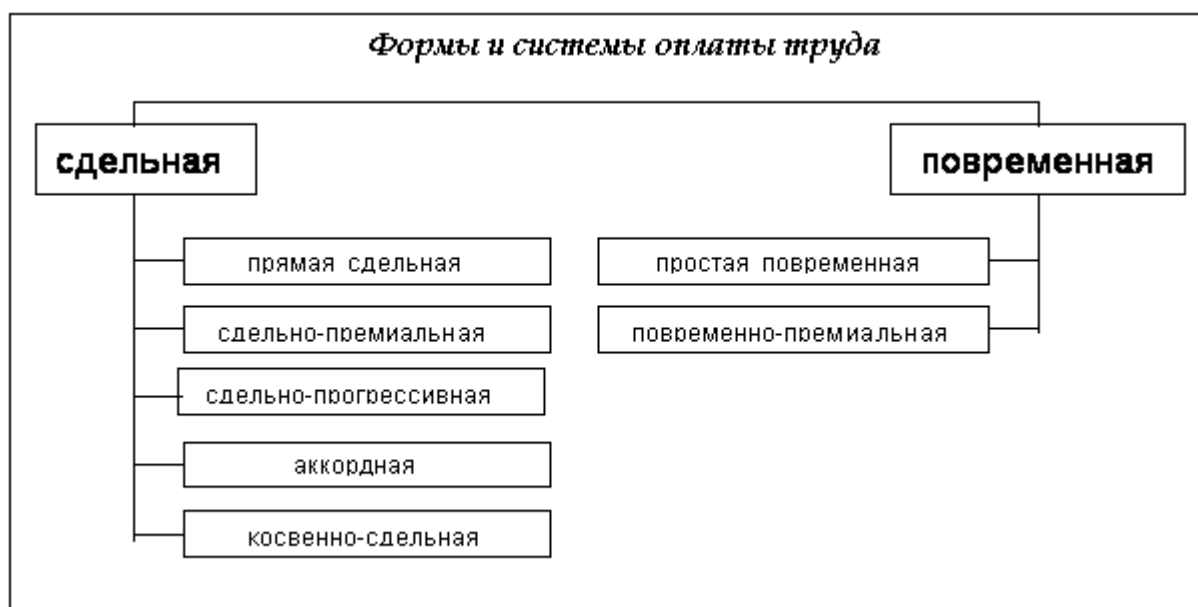 Формы и системы оплаты труда
сдельная
повременная
прямая сдельная
простая повременная
сдельно-премиальная
повременно-премиальная
сдельно-прогрессивная
аккордная
косвенно-сдельная